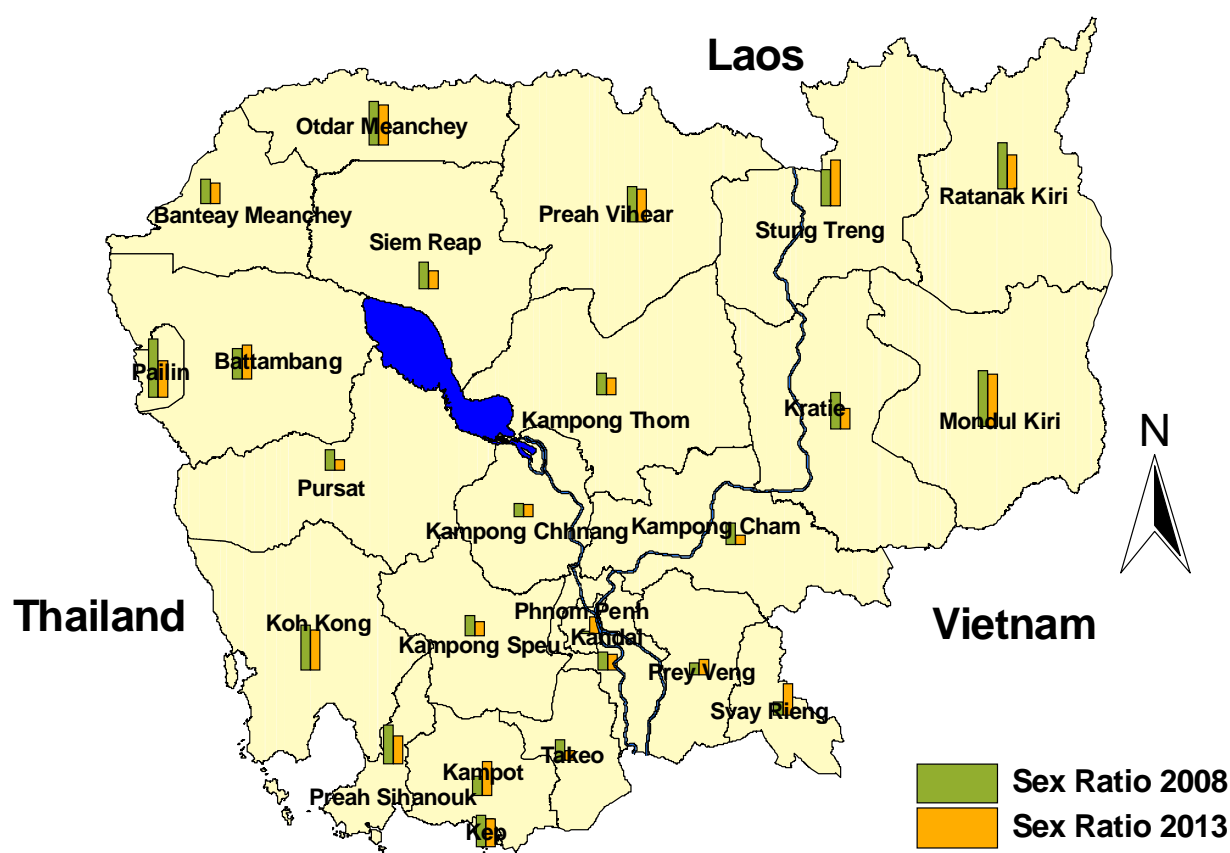 Laos
Otdar Meanchey
Ratanak Kiri
Banteay Meanchey
Preah Vihear
Stung Treng
Siem Reap
Battambang
Pailin
Kampong Thom
Kratie
Mondul Kiri
N
Pursat
Kampong Chhnang
Kampong Cham
Thailand
Koh Kong
Phnom Penh
Kandal
Kampong Speu
Vietnam
Prey Veng
Svay Rieng
Takeo
Kampot
Preah Sihanouk
Kep
Sex Ratio 2008
Sex Ratio 2013